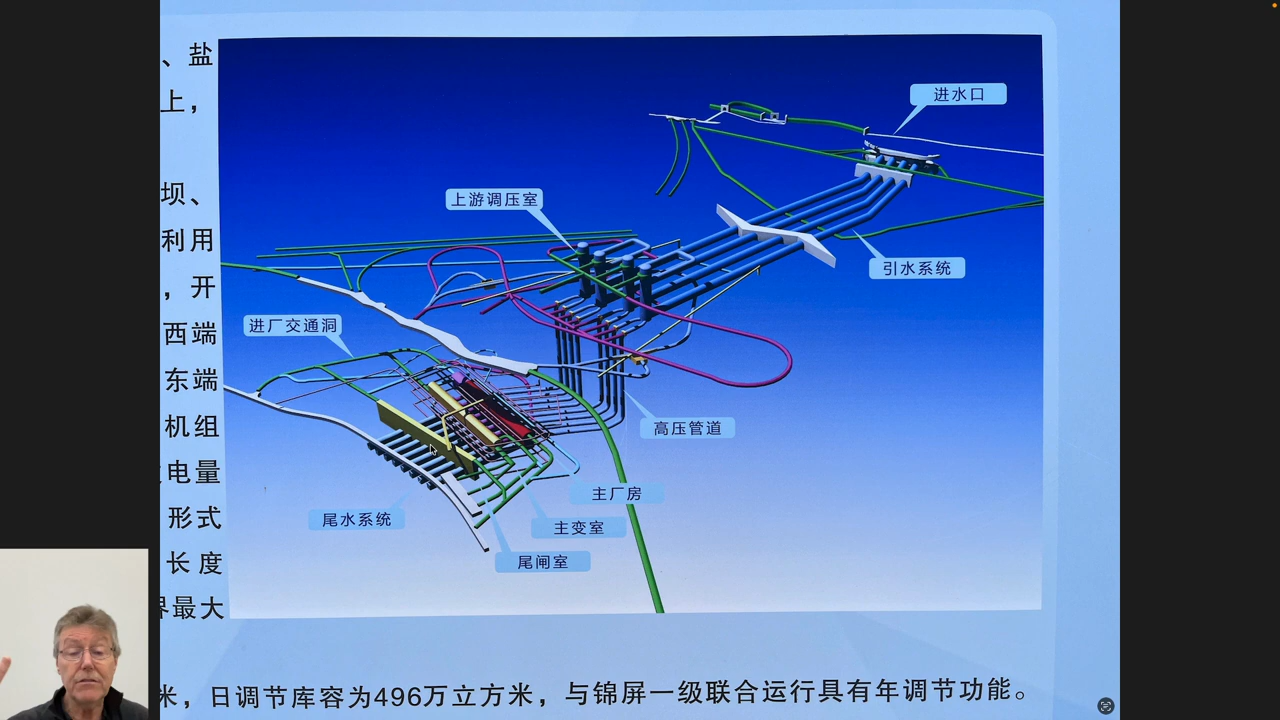 、盐
上，
坝、
利用
，开
西端
东端
机组
电量
形式
长度
界最大
进水口
上游调压室
引水系统
进厂交通洞
高压管道
主厂房
尾水系统
主变室
尾闸室
米，日调节库容为496万立方米，与锦屏一级联合运行具有年调节功能。